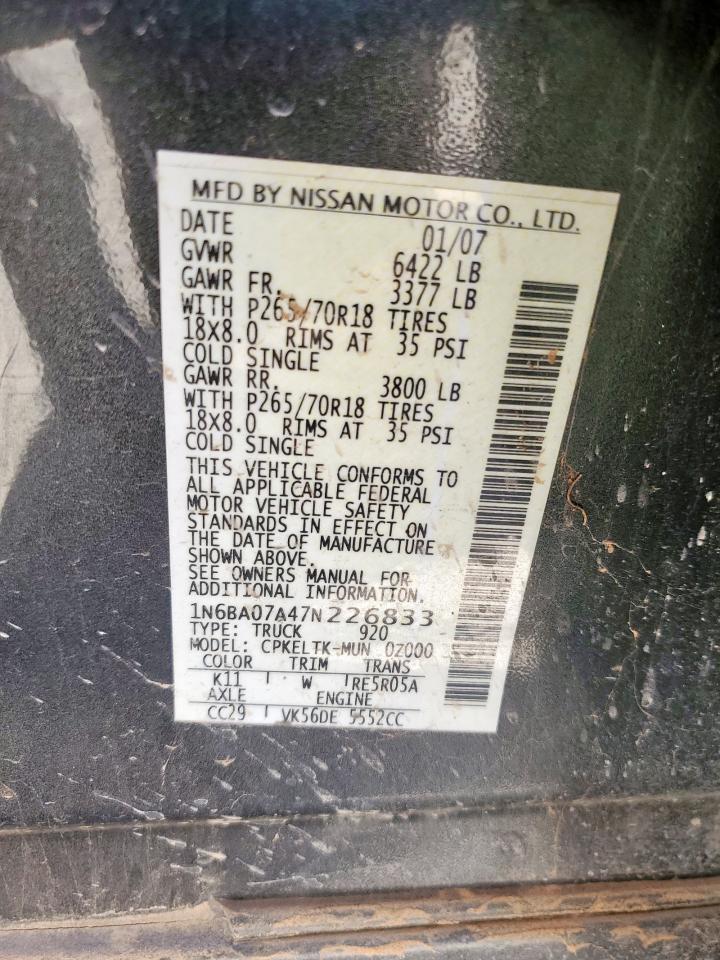 MFD BY NISSAN MOTOR CO., LTD.
DATE 01/07
GVWR 6422 LB
GAWR FR. 3377 LB
WITH P265/70R18 TIRES
18X8.0 RIMS AT 35 PSI
COLD SINGLE
GAWR RR. 3800 LB
WITH P265/70R18 TIRES
18X8.0 RIMS AT 35 PSI
COLD SINGLE
THIS VEHICLE CONFORMS TO
ALL APPLICABLE FEDERAL
MOTOR VEHICLE SAFETY
STANDARDS IN EFFECT ON
THE DATE OF MANUFACTURE
SHOWN ABOVE.
SEE OWNERS MANUAL FOR
ADDITIONAL INFORMATION.
1N6BA07A47N226833
TYPE: TRUCK 920
MODEL: CPKELTK-MUN 0Z000
COLOR TRIM TRANS
K11 W RE5R05A
AXLE ENGINE
CC29 VK56DE 5552CC